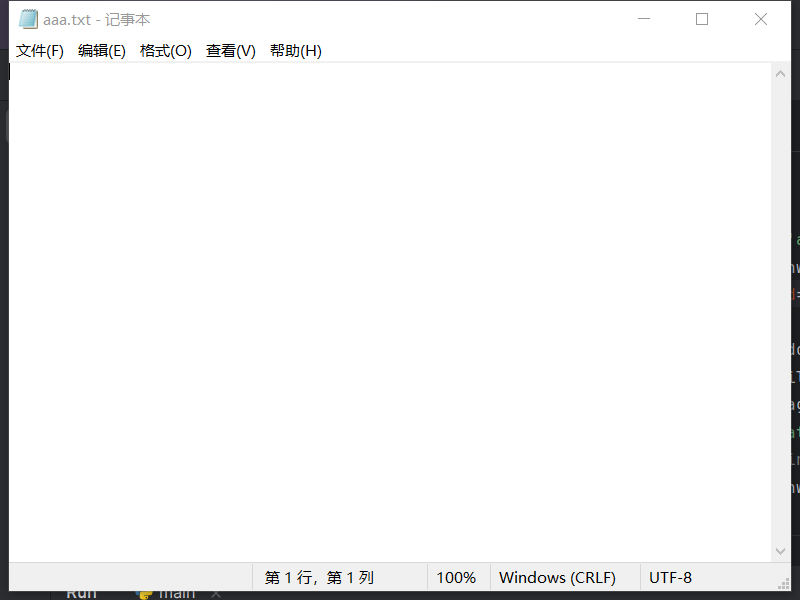 aaa.txt - 记事本
文件(F) 编辑(E) 格式(O) 查看(V) 帮助(H)
第 1 行，第 1 列 100% Windows (CRLF) UTF-8
Run main